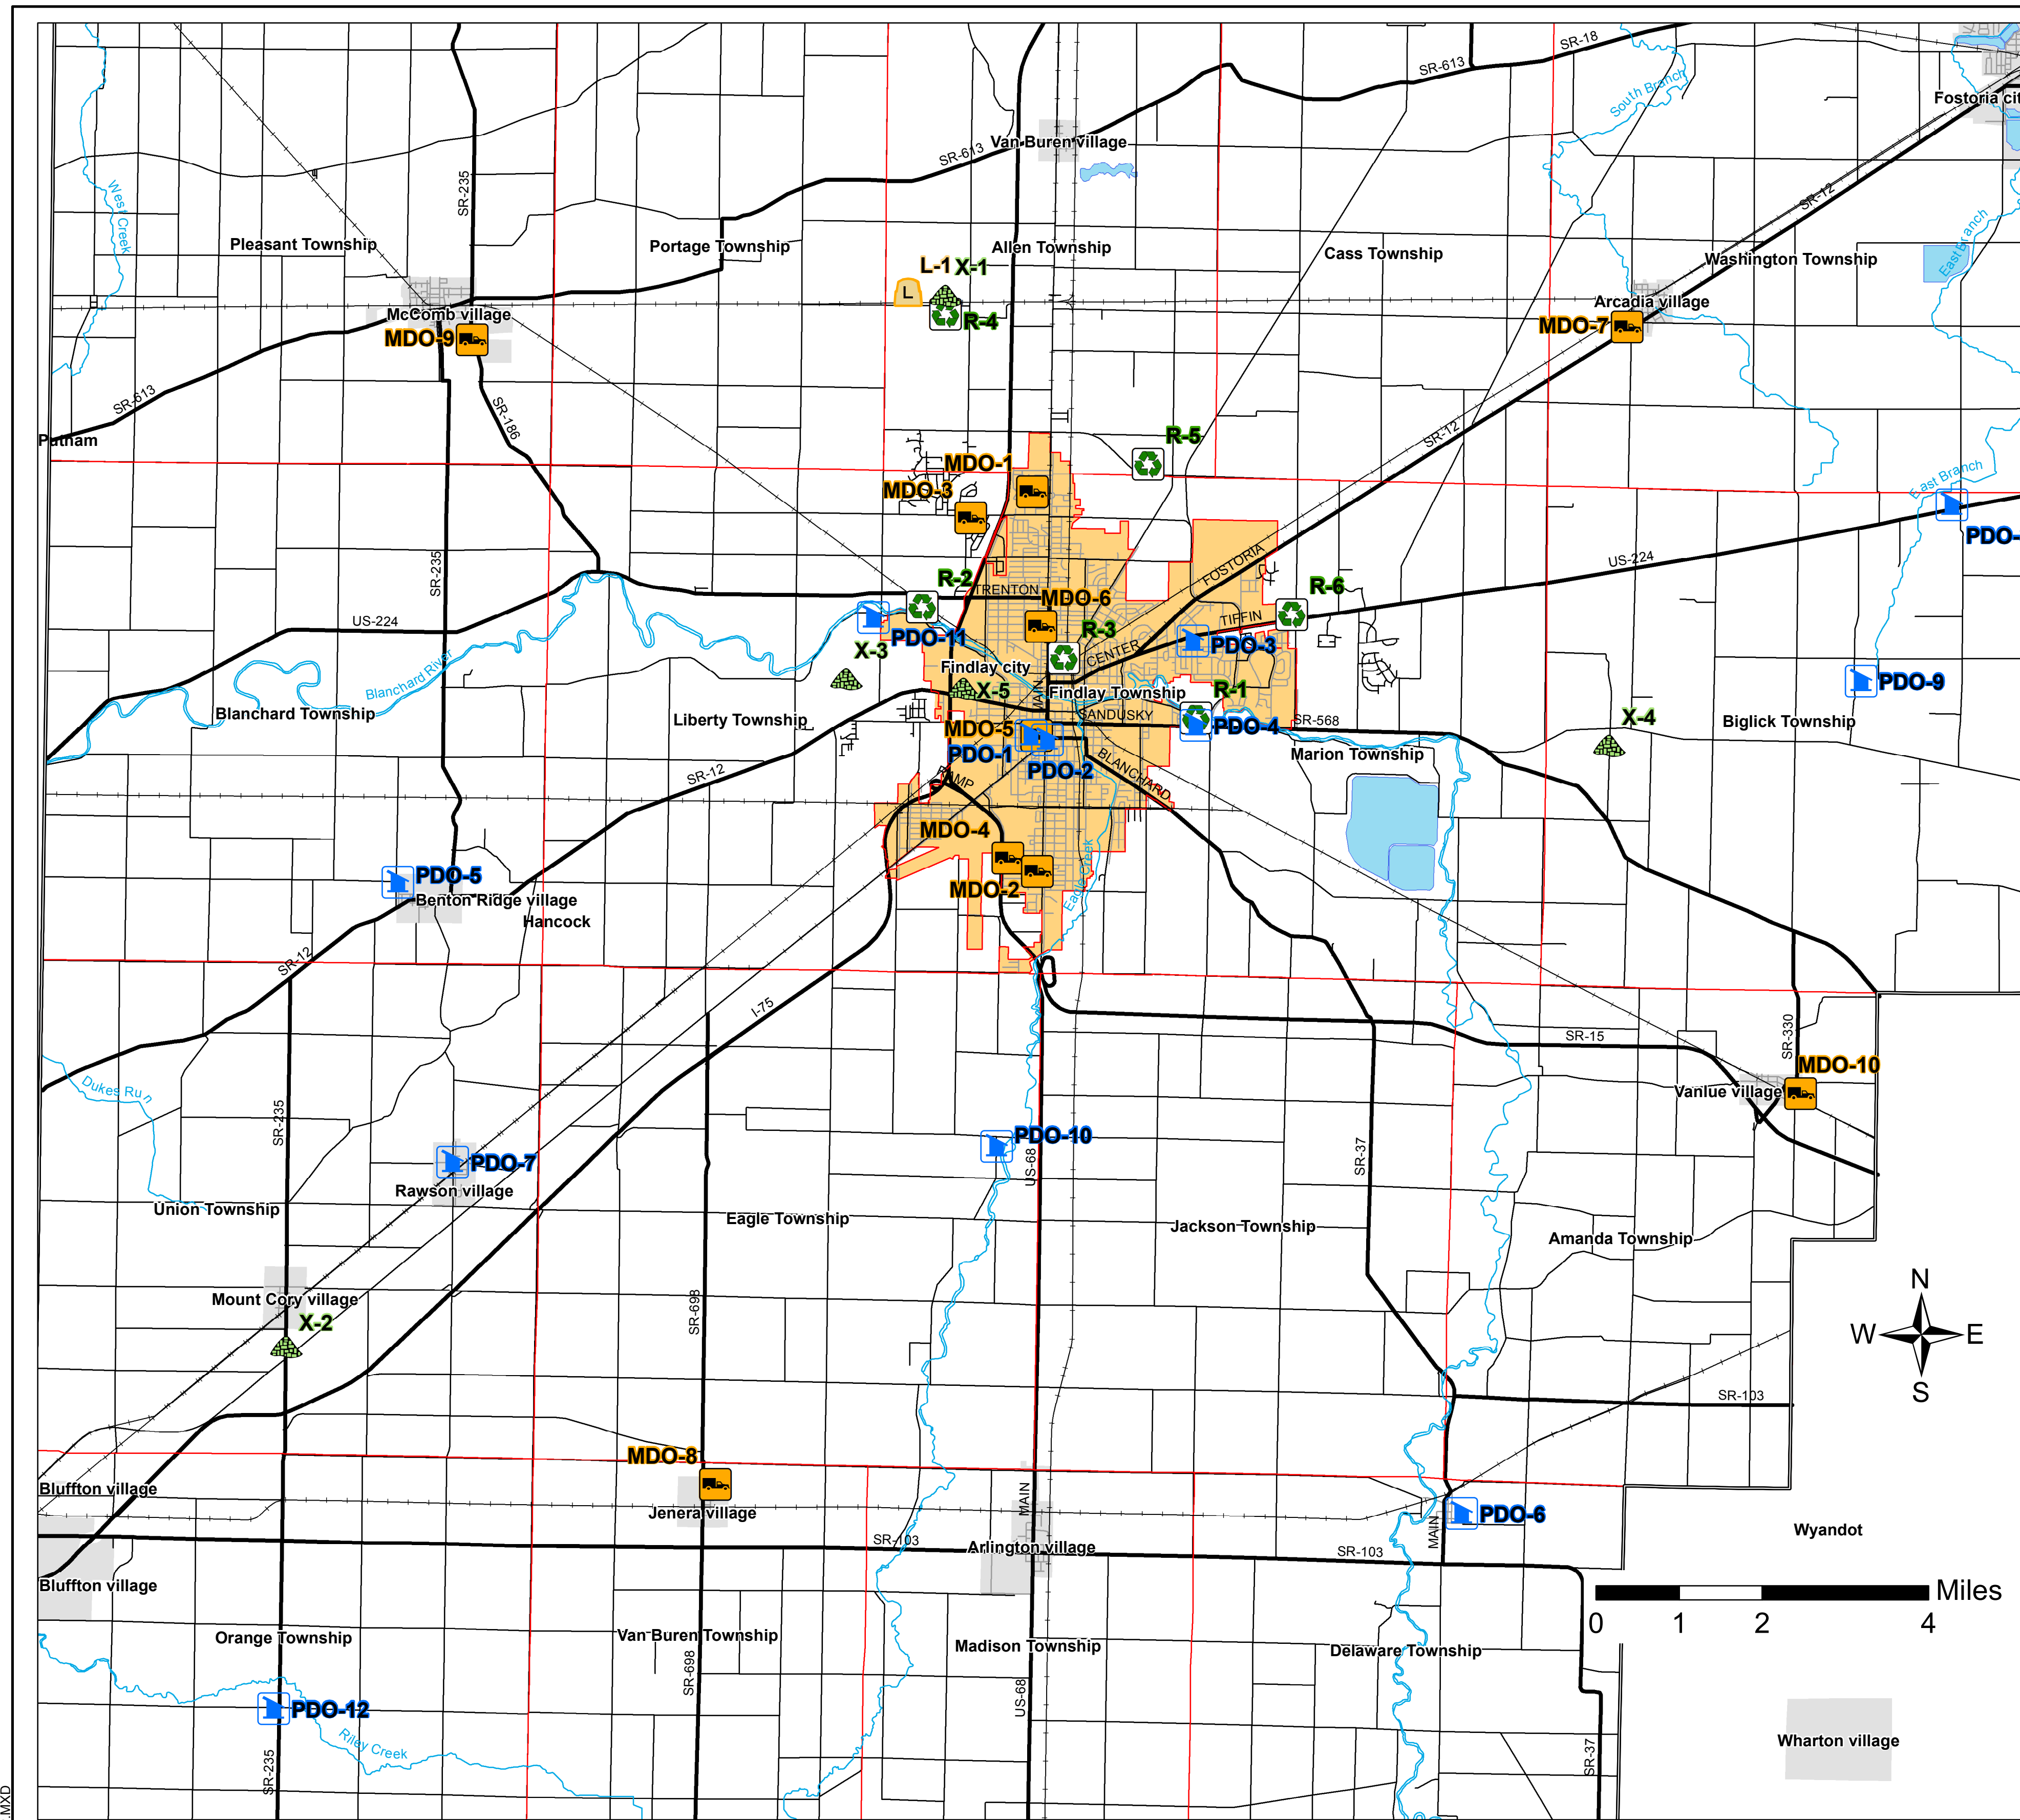 SR-18
SR-613
South Branch
Fostoria cit
Van Buren village
SR-613
SR-235
West Creek
SR-12
East Branch
Pleasant Township
Portage Township
Allen Township
Cass Township
Washington Township
L-1
X-1
L
R-4
Arcadia village
MDO-7
McComb village
MDO-9
SR-613
SR-186
Putnam
SR-12
R-5
MDO-1
MDO-3
East Branch
PDO-
US-224
SR-235
FOSTORIA
R-2
TRENTON
MDO-6
R-6
TIFFIN
US-224
PDO-11
R-3
CENTER
PDO-3
X-3
Findlay city
Blanchard River
X-5
MAIN
Findlay Township
R-1
PDO-9
Blanchard Township
Liberty Township
SANDUSKY
PDO-4
SR-568
X-4
Biglick Township
MDO-5
PDO-1
PDO-2
BLANCHARD
Marion Township
SR-12
RAMP
MDO-4
PDO-5
MDO-2
Eagle Creek
Benton Ridge village
Hancock
SR-12
I-75
SR-15
SR-330
MDO-10
Vanlue village
Dukes Run
SR-235
PDO-10
PDO-7
US-68
SR-37
Rawson village
Union Township
Eagle Township
Jackson Township
Amanda Township
N
W
E
S
Mount Cory village
X-2
SR-698
SR-103
MDO-8
Bluffton village
Jenera village
MAIN
PDO-6
MAIN
Wyandot
SR-103
Arlington village
SR-103
Bluffton village
Miles
0 1 2 4
Orange Township
Van Buren Township
Madison Township
Delaware Township
SR-698
US-68
PDO-12
Riley Creek
SR-235
Wharton village
SR-37
.MXD